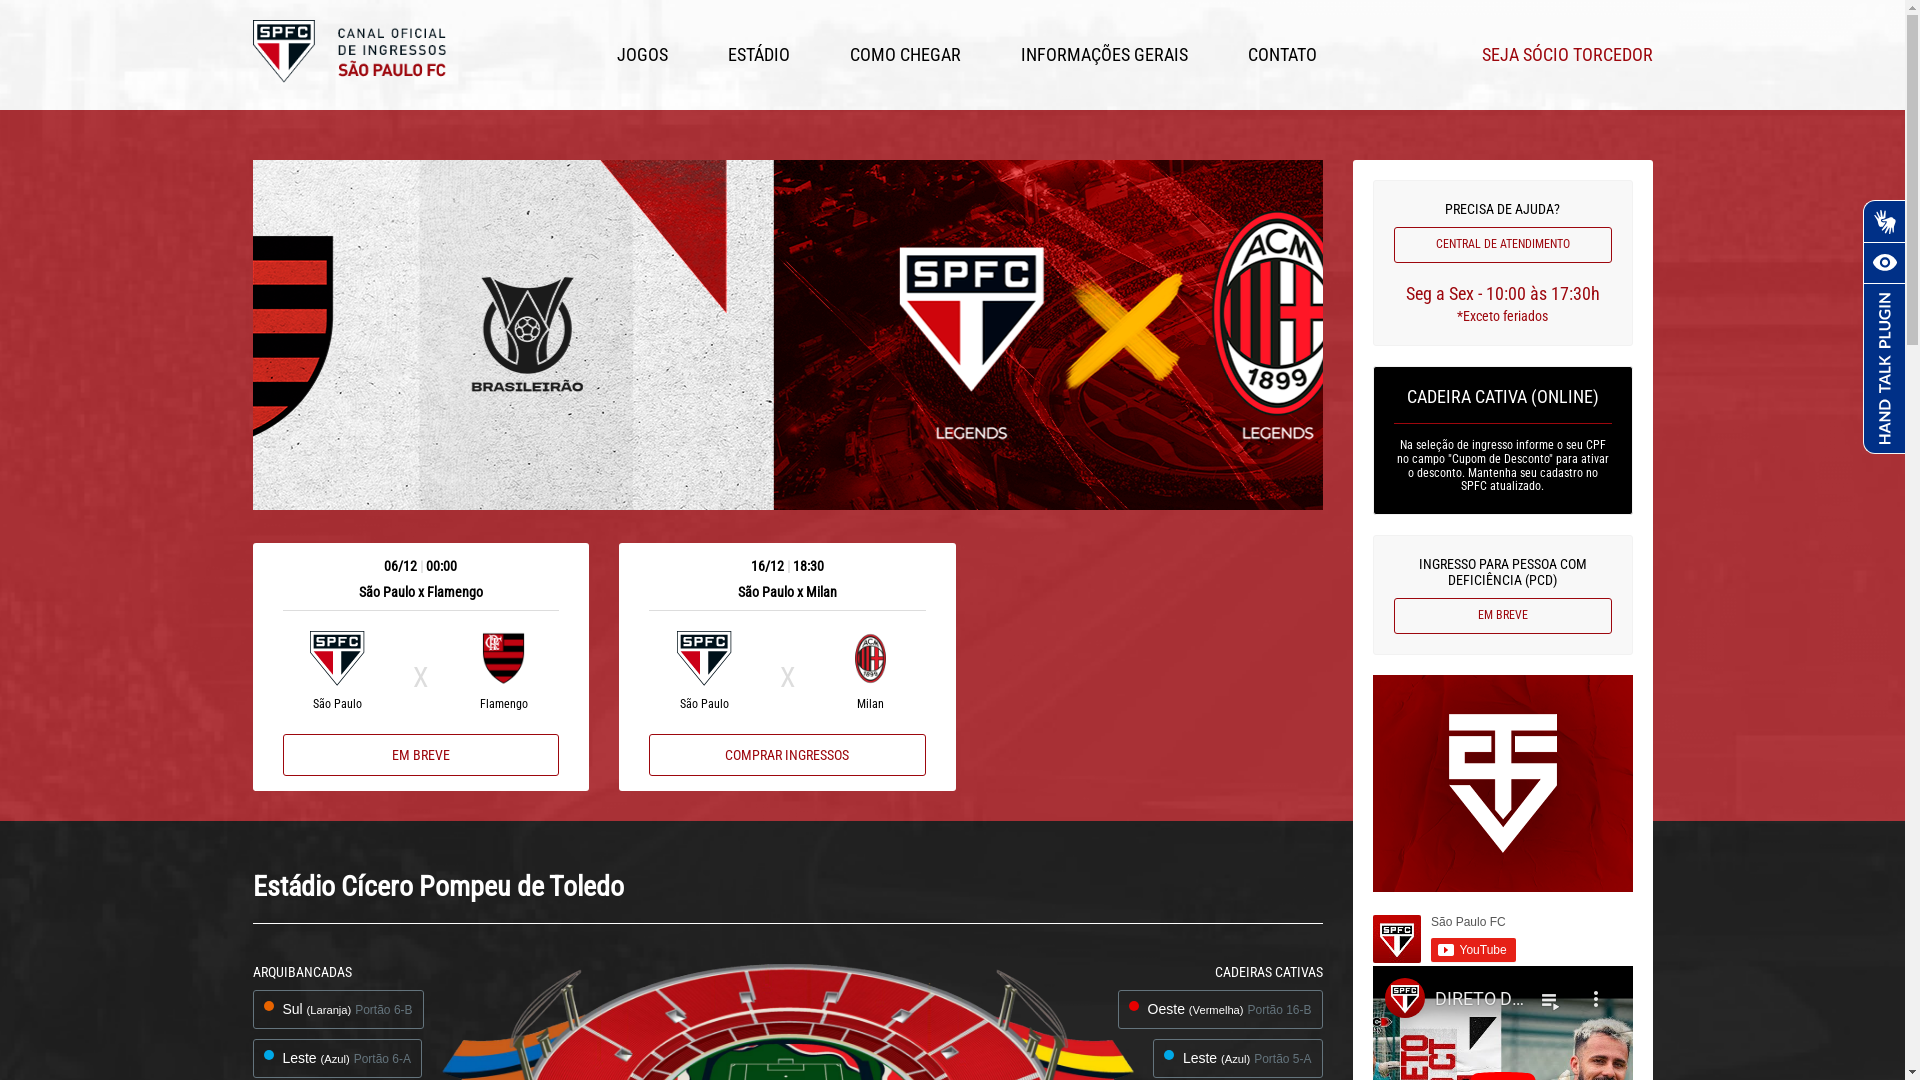 SPFC
CANAL OFICIAL
DE INGRESSOS
SÃO PAULO FC
JOGOS
ESTÁDIO
COMO CHEGAR
INFORMAÇÕES GERAIS
CONTATO
SEJA SÓCIO TORCEDOR
BRASILEIRÃO
SPFC
LEGENDS
ACM
1899
LEGENDS
06/12 | 00:00
São Paulo x Flamengo
SPFC
X
São Paulo
Flamengo
EM BREVE
16/12 | 18:30
São Paulo x Milan
SPFC
X
São Paulo
Milan
COMPRAR INGRESSOS
PRECISA DE AJUDA?
CENTRAL DE ATENDIMENTO
Seg a Sex - 10:00 às 17:30h
*Exceto feriados
CADEIRA CATIVA (ONLINE)
Na seleção de ingresso informe o seu CPF
no campo "Cupom de Desconto" para ativar
o desconto. Mantenha seu cadastro no
SPFC atualizado.
INGRESSO PARA PESSOA COM
DEFICIÊNCIA (PCD)
EM BREVE
SPFC
São Paulo FC
YouTube
SPFC
DIRETO D...
HAND TALK PLUGIN
Estádio Cícero Pompeu de Toledo
ARQUIBANCADAS
Sul (Laranja) Portão 6-B
Leste (Azul) Portão 6-A
CADEIRAS CATIVAS
Oeste (Vermelha) Portão 16-B
Leste (Azul) Portão 5-A